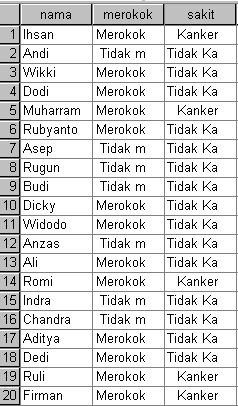 nama merokok sakit
1 Ihsan Merokok Kanker
2 Andi Tidak m Tidak Ka
3 Wikki Merokok Tidak Ka
4 Dodi Merokok Tidak Ka
5 Muharram Merokok Kanker
6 Rubyanto Merokok Tidak Ka
7 Asep Tidak m Tidak Ka
8 Rugun Tidak m Tidak Ka
9 Budi Tidak m Tidak Ka
10 Dicky Merokok Tidak Ka
11 Widodo Merokok Tidak Ka
12 Anzas Tidak m Tidak Ka
13 Ali Merokok Tidak Ka
14 Romi Merokok Kanker
15 Indra Tidak m Tidak Ka
16 Chandra Tidak m Tidak Ka
17 Aditya Merokok Tidak Ka
18 Dedi Merokok Tidak Ka
19 Ruli Merokok Kanker
20 Firman Merokok Kanker